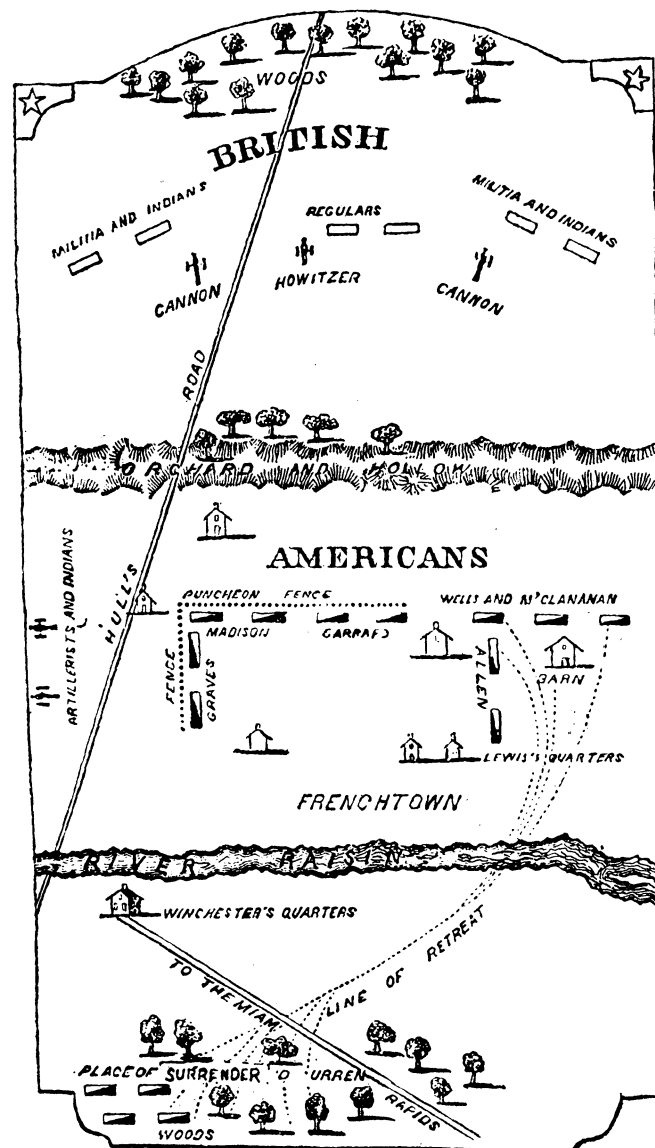 WOODS
BRITISH
MILITIA AND INDIANS
REGULARS
MILITIA AND INDIANS
CANNON
HOWITZER
CANNON
ROAD
ORCHARD AND HOLLOW
AMERICANS
HULL'S
ARTILLERISTS AND INDIANS
PUNCHEON FENCE
WELLS AND M'CLANANAN
MADISON
GARRARD
FENCE
GRAVES
ALLEN
BARN
LEWIS'S QUARTERS
FRENCHTOWN
RIVER RAISIN
WINCHESTER'S QUARTERS
TO THE MIAMI
LINE OF RETREAT
PLACE OF SURRENDER
RAPIDS
WOODS